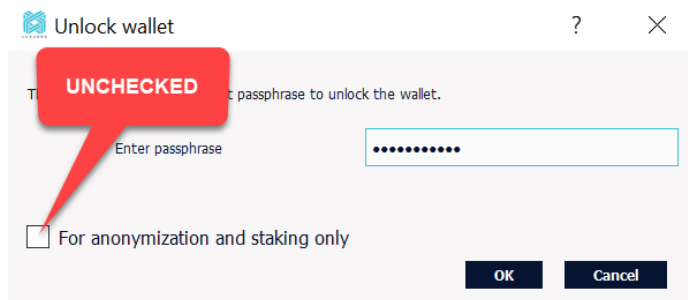 Unlock wallet
?
UNCHECKED
passphrase to unlock the wallet.
Enter passphrase
•••••••••••
For anonymization and staking only
OK
Cancel